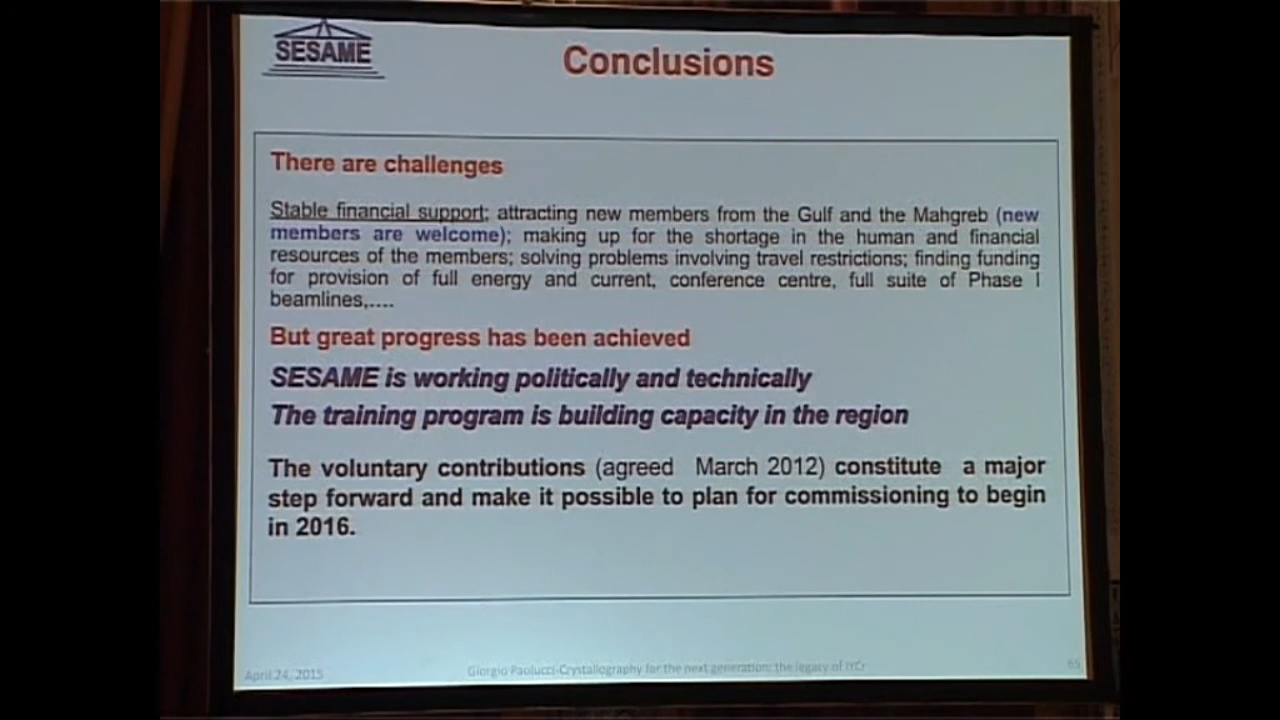 SESAME
Conclusions
There are challenges
Stable financial support; attracting new members from the Gulf and the Mahgreb (new
members are welcome); making up for the shortage in the human and financial
resources of the members; solving problems involving travel restrictions; finding funding
for provision of full energy and current, conference centre, full suite of Phase I
beamlines,....
But great progress has been achieved
SESAME is working politically and technically
The training program is building capacity in the region
The voluntary contributions (agreed March 2012) constitute a major
step forward and make it possible to plan for commissioning to begin
in 2016.
April 24, 2015
Giorgio Paolucci-Crystallography for the next generation: the legacy of IYCr
65